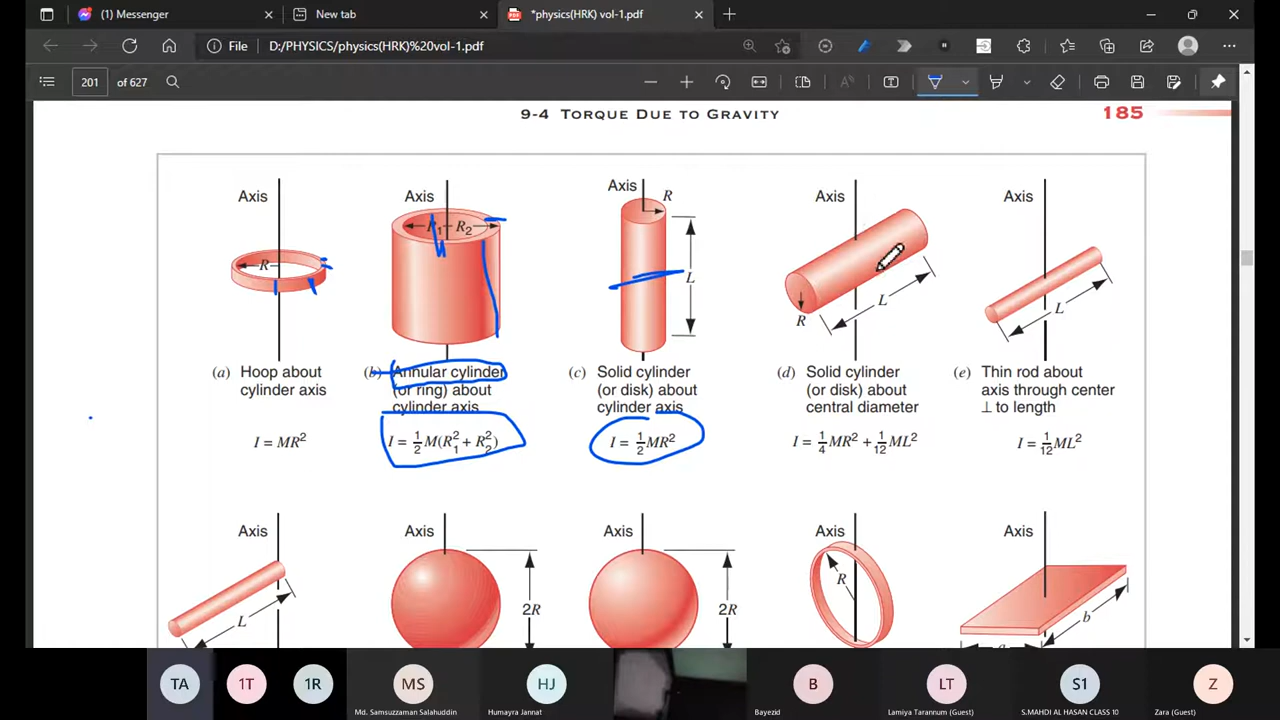 (1) Messenger
New tab
*physics(HRK) vol-1.pdf
File
D:/PHYSICS/physics(HRK)%20vol-1.pdf
201 of 627
9-4 TORQUE DUE TO GRAVITY
185
Axis
R
(a) Hoop about
cylinder axis
I = MR²
Axis
R₁ R₂
(b) Annular cylinder
(or ring) about
cylinder axis
I = ½M(R₁² + R₂²)
Axis
R
L
(c) Solid cylinder
(or disk) about
cylinder axis
I = ½MR²
Axis
R
L
(d) Solid cylinder
(or disk) about
central diameter
I = ¼MR² + 1/12 ML²
Axis
L
(e) Thin rod about
axis through center
⊥ to length
I = 1/12 ML²
Axis
L
Axis
2R
Axis
2R
Axis
R
Axis
a
b
TA
1T
1R
MS
Md. Samsuzzaman Salahuddin
HJ
Humayra Jannat
B
Bayezid
LT
Lamiya Tarannum (Guest)
S1
S.MAHDI AL HASAN CLASS 10
Z
Zara (Guest)